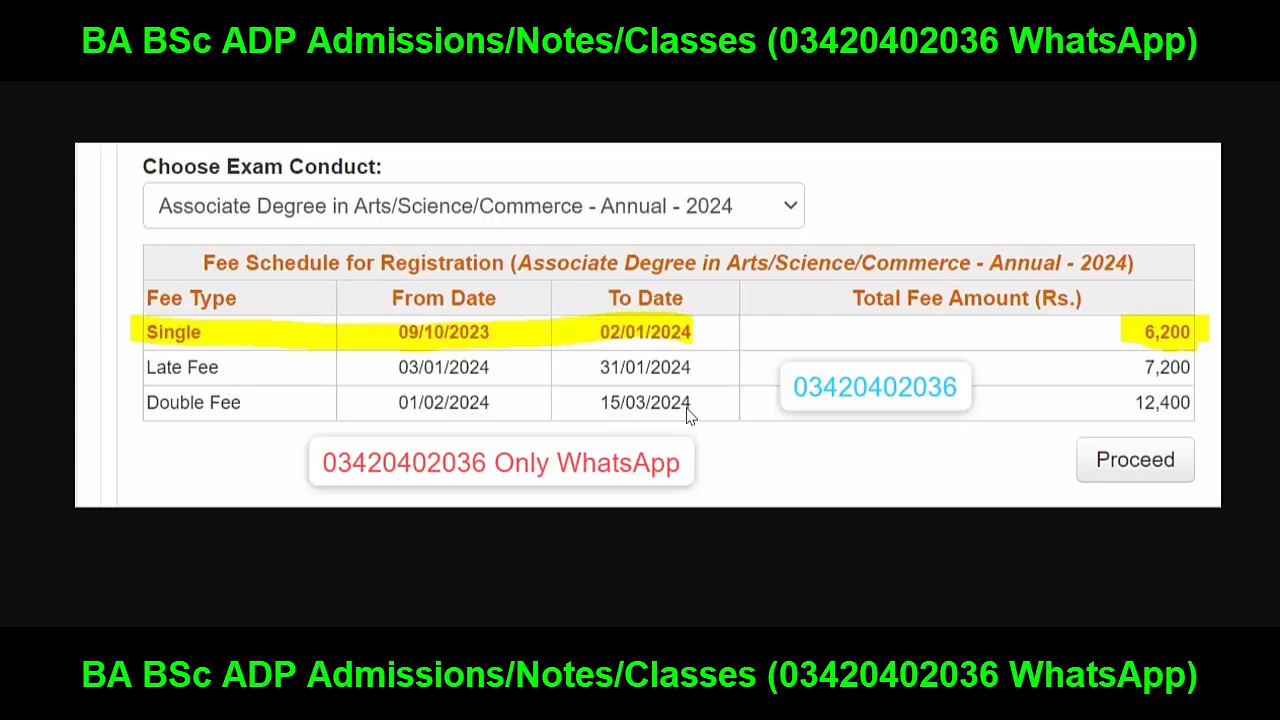 BA BSc ADP Admissions/Notes/Classes (03420402036 WhatsApp)
Choose Exam Conduct:
Associate Degree in Arts/Science/Commerce - Annual - 2024
Fee Schedule for Registration (Associate Degree in Arts/Science/Commerce - Annual - 2024)
Fee Type From Date To Date Total Fee Amount (Rs.)
Single 09/10/2023 02/01/2024 6,200
Late Fee 03/01/2024 31/01/2024 7,200
03420402036
Double Fee 01/02/2024 15/03/2024 12,400
03420402036 Only WhatsApp
Proceed
BA BSc ADP Admissions/Notes/Classes (03420402036 WhatsApp)